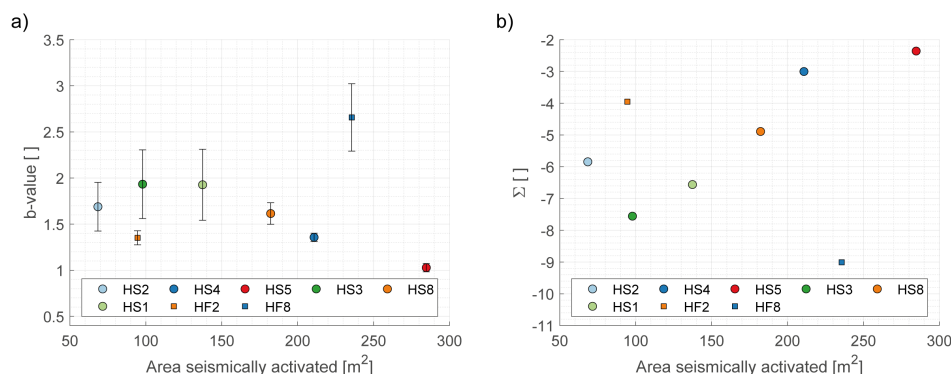 a)
3.5
3
2.5
2
1.5
1
0.5
b-value [ ]
HS2 HS4 HS5 HS3 HS8
HS1 HF2 HF8
50 100 150 200 250 300
Area seismically activated [m²]
b)
-2
-3
-4
-5
-6
-7
-8
-9
-10
-11
Σ [ ]
HS2 HS4 HS5 HS3 HS8
HS1 HF2 HF8
50 100 150 200 250 300
Area seismically activated [m²]